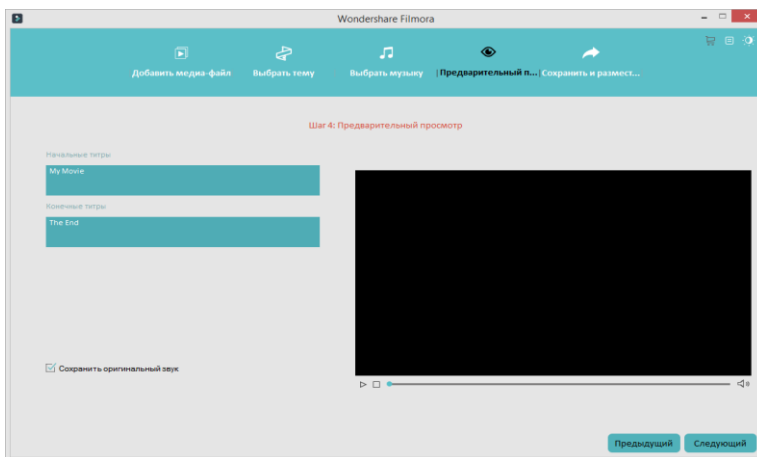 Wondershare Filmora
Добавить медиа-файл
Выбрать тему
Выбрать музыку
Предварительный п...
Сохранить и размест...
Шаг 4: Предварительный просмотр
Начальные титры
My Movie
Конечные титры
The End
Сохранить оригинальный звук
Предыдущий
Следующий